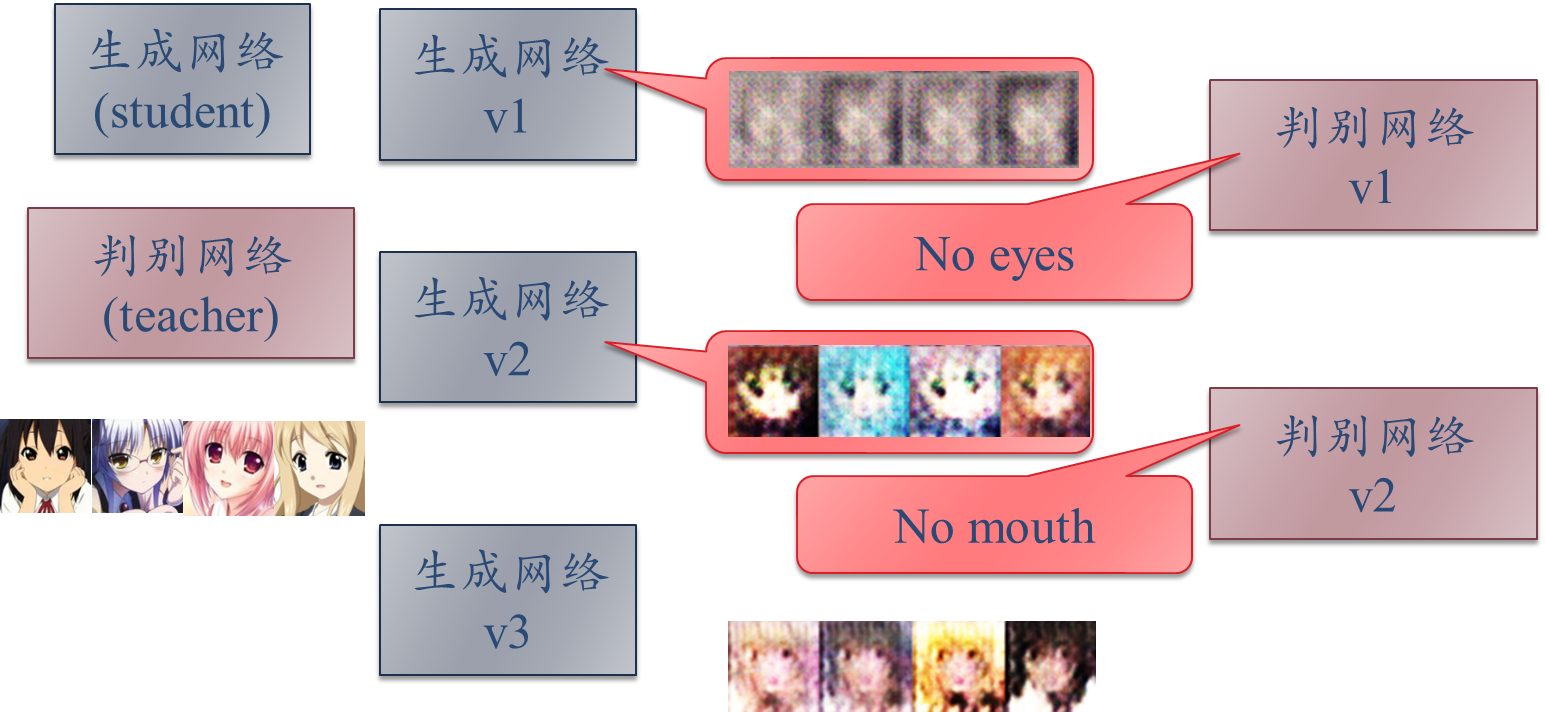 生成网络
(student)
生成网络
v1
判别网络
v1
No eyes
判别网络
(teacher)
生成网络
v2
判别网络
v2
No mouth
生成网络
v3